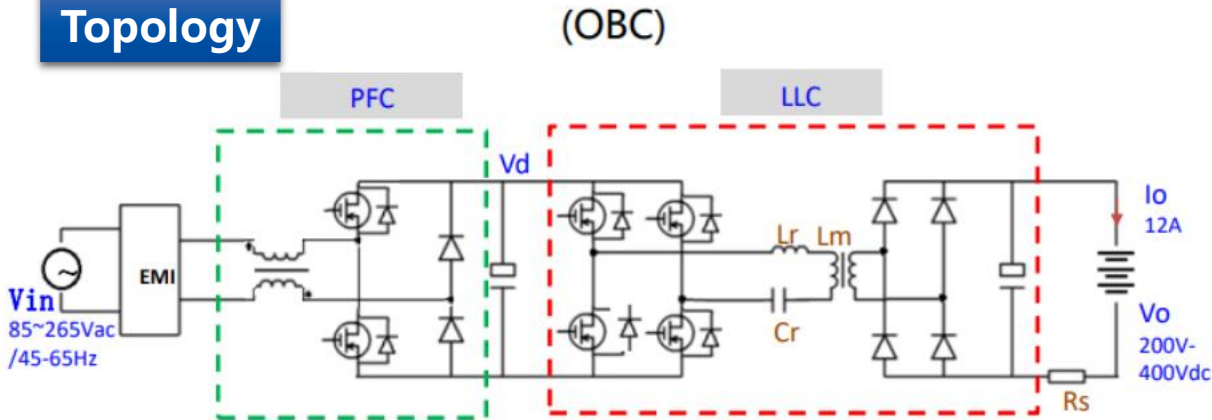 Topology
(OBC)
PFC
LLC
Vd
Io
12A
Lr
Lm
EMI
Vin
85~265Vac
/45-65Hz
Cr
Vo
200V-
400Vdc
Rs